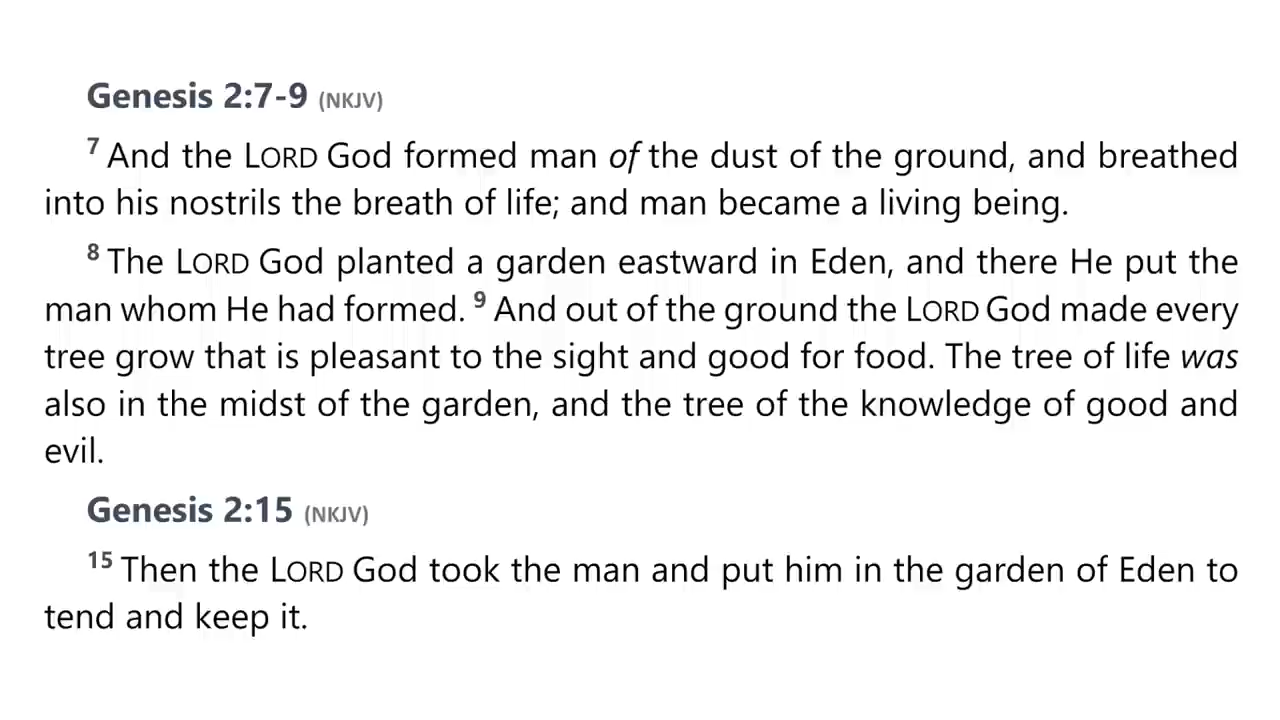 Genesis 2:7-9 (NKJV)
7 And the LORD God formed man of the dust of the ground, and breathed
into his nostrils the breath of life; and man became a living being.
8 The LORD God planted a garden eastward in Eden, and there He put the
man whom He had formed. 9 And out of the ground the LORD God made every
tree grow that is pleasant to the sight and good for food. The tree of life was
also in the midst of the garden, and the tree of the knowledge of good and
evil.
Genesis 2:15 (NKJV)
15 Then the LORD God took the man and put him in the garden of Eden to
tend and keep it.